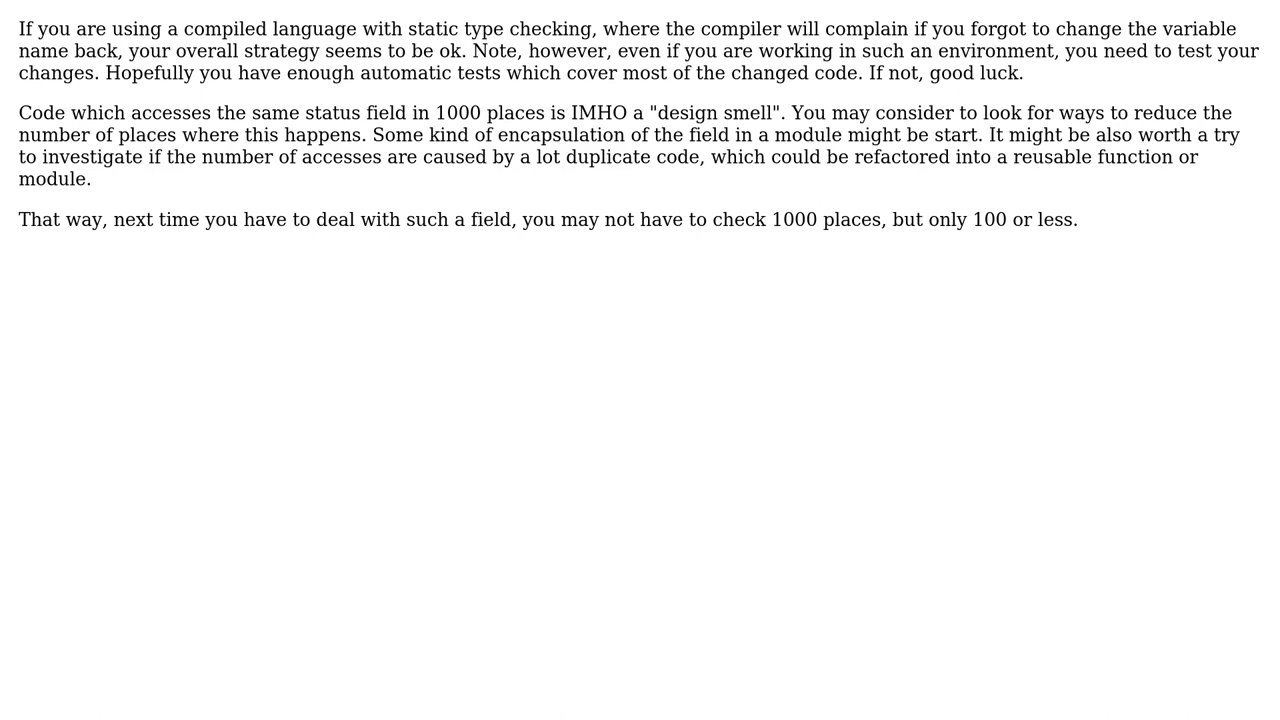 If you are using a compiled language with static type checking, where the compiler will complain if you forgot to change the variable
name back, your overall strategy seems to be ok. Note, however, even if you are working in such an environment, you need to test your
changes. Hopefully you have enough automatic tests which cover most of the changed code. If not, good luck.
Code which accesses the same status field in 1000 places is IMHO a "design smell". You may consider to look for ways to reduce the
number of places where this happens. Some kind of encapsulation of the field in a module might be start. It might be also worth a try
to investigate if the number of accesses are caused by a lot duplicate code, which could be refactored into a reusable function or
module.
That way, next time you have to deal with such a field, you may not have to check 1000 places, but only 100 or less.